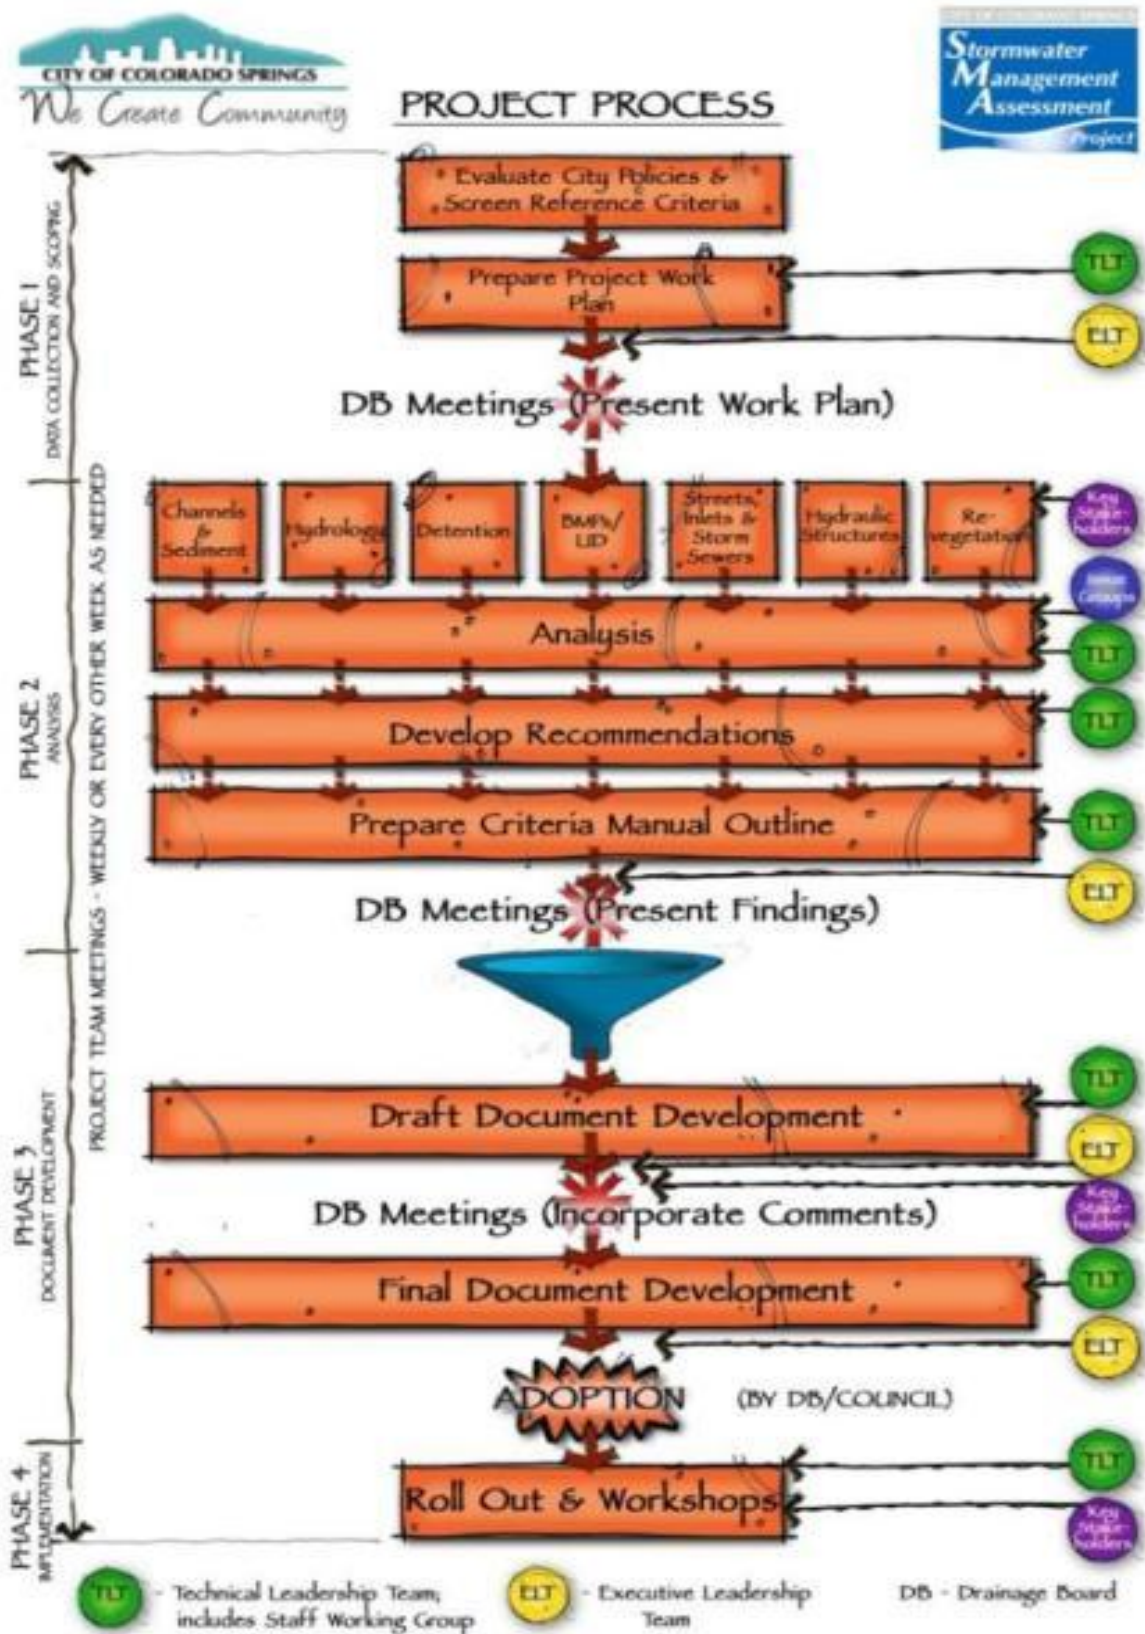 CITY OF COLORADO SPRINGS
We Create Community
PROJECT PROCESS
CITY OF COLORADO SPRINGS
Stormwater
Management
Assessment
Project
PHASE 1
DATA COLLECTION AND SCOPING
Evaluate City Policies &
Screen Reference Criteria
Prepare Project Work
Plan
TLT
ELT
DB Meetings (Present Work Plan)
PROJECT TEAM MEETINGS - WEEKLY OR EVERY OTHER WEEK AS NEEDED
PHASE 2
ANALYSIS
Channels
&
Sediment
Hydrology
Detention
BMPs/
LID
Streets,
Inlets &
Storm
Sewers
Hydraulic
Structures
Re-
vegetation
Key
Stake-
holders
Groups
Analysis
TLT
Develop Recommendations
TLT
Prepare Criteria Manual Outline
TLT
ELT
DB Meetings (Present Findings)
PHASE 3
DOCUMENT DEVELOPMENT
Draft Document Development
TLT
ELT
DB Meetings (Incorporate Comments)
Key
Stake-
holders
Final Document Development
TLT
ELT
ADOPTION
(BY DB/COUNCIL)
PHASE 4
IMPLEMENTATION
Roll Out & Workshops
TLT
Key
Stake-
holders
TLT - Technical Leadership Team;
includes Staff Working Group
ELT - Executive Leadership
Team
DB - Drainage Board